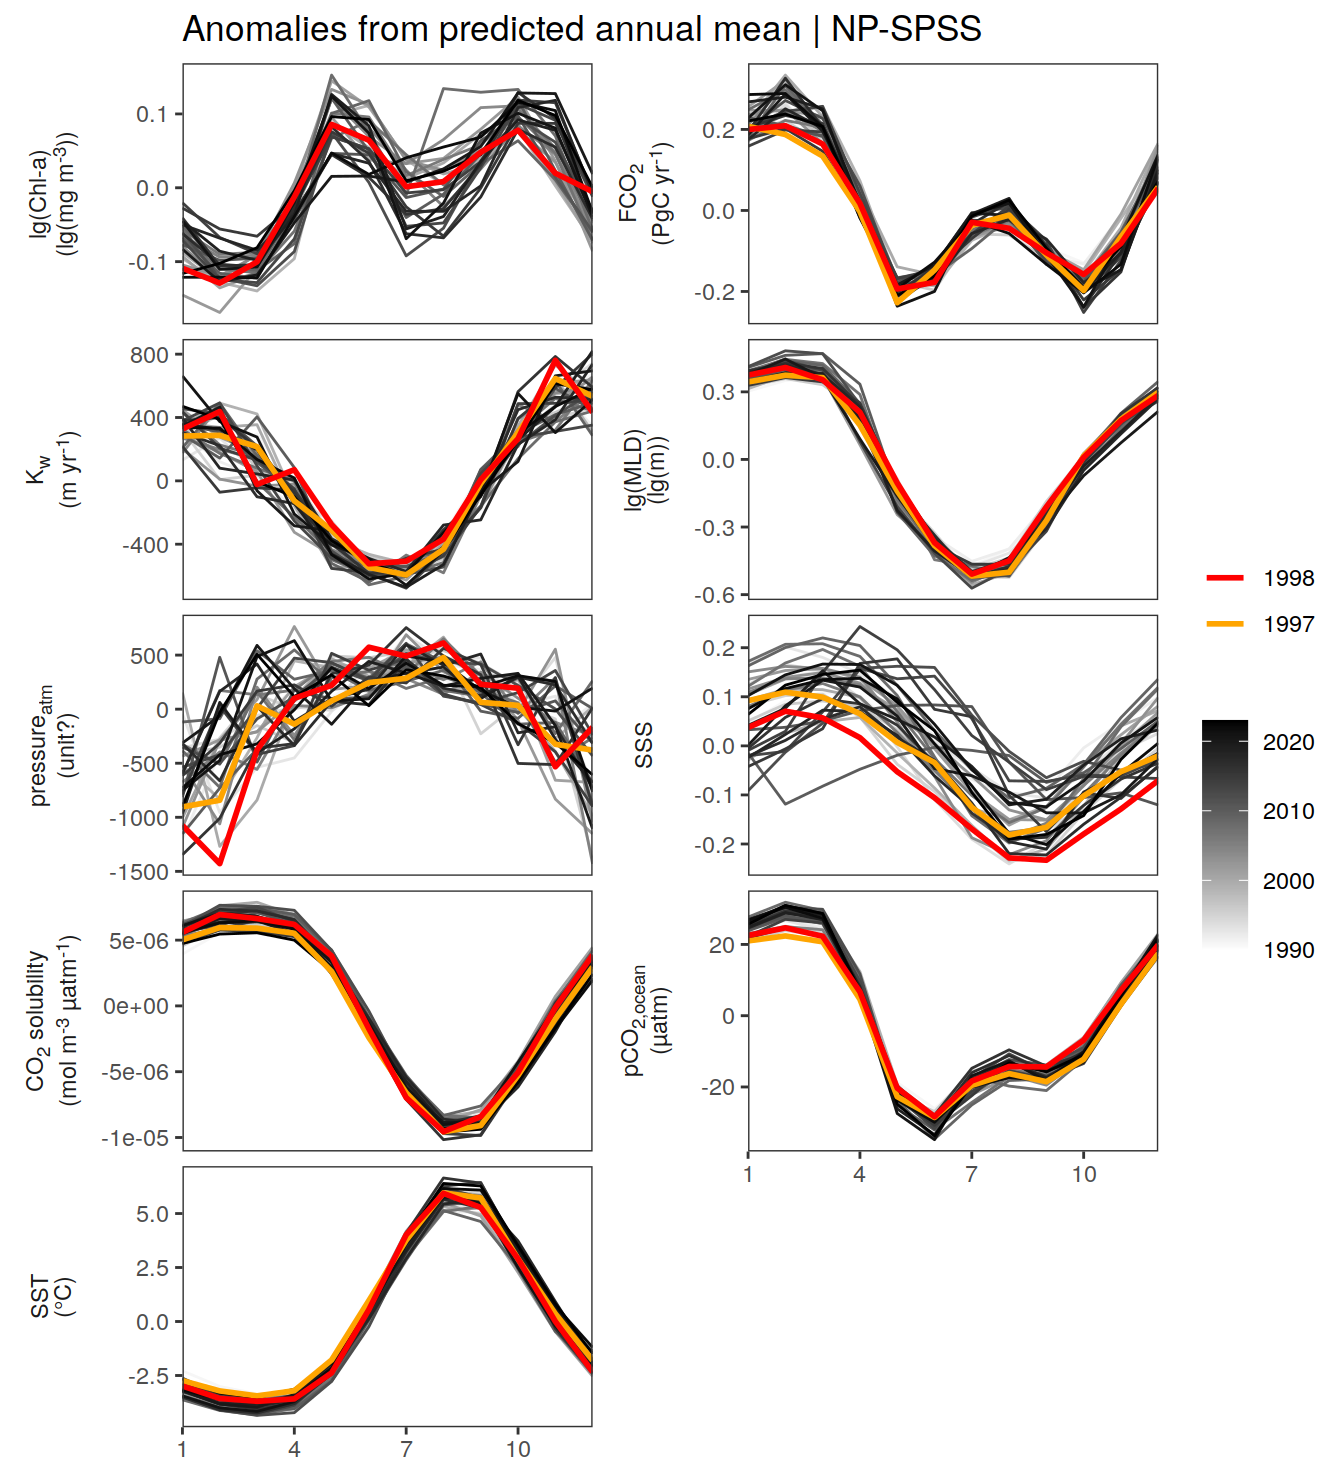 Anomalies from predicted annual mean | NP-SPSS
lg(Chl-a)
(lg(mg m⁻³))
0.1
0.0
-0.1
FCO₂
(PgC yr⁻¹)
0.2
0.0
-0.2
K_w
(m yr⁻¹)
800
400
0
-400
lg(MLD)
(lg(m))
0.3
0.0
-0.3
-0.6
pressure_atm
(unit?)
500
0
-500
-1000
-1500
SSS
0.2
0.1
0.0
-0.1
-0.2
CO₂ solubility
(mol m⁻³ µatm⁻¹)
5e-06
0e+00
-5e-06
-1e-05
pCO₂,ocean
(µatm)
20
0
-20
1 4 7 10
SST
(°C)
5.0
2.5
0.0
-2.5
1 4 7 10
1998
1997
2020
2010
2000
1990